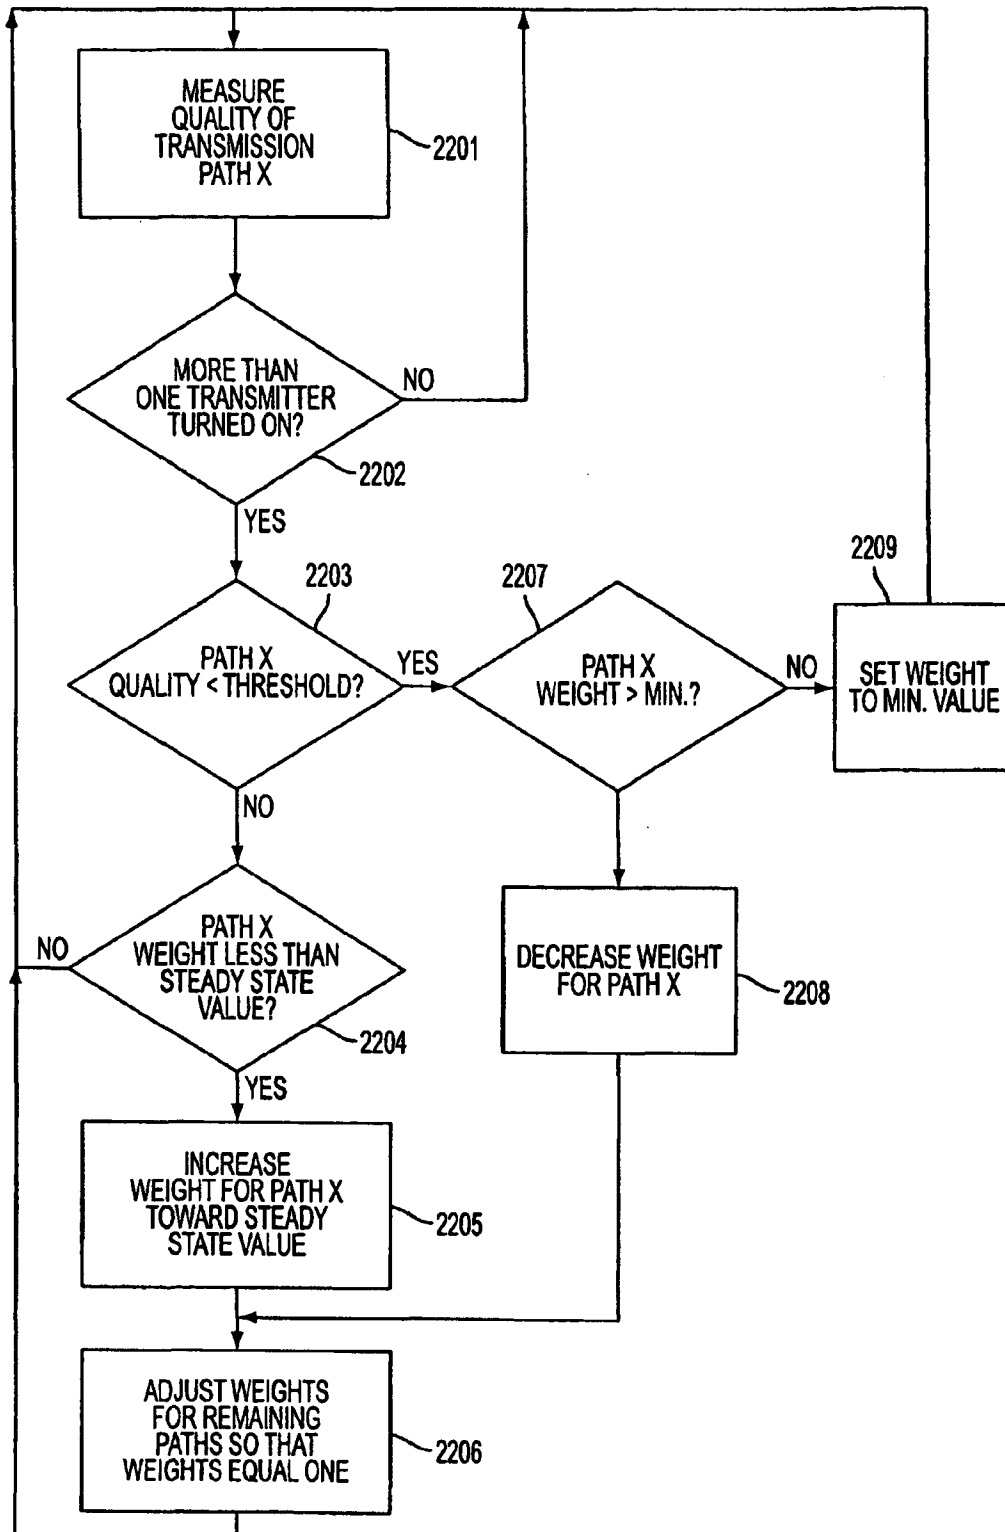 MEASURE
QUALITY OF
TRANSMISSION
PATH X
2201
MORE THAN
ONE TRANSMITTER
TURNED ON?
NO
2202
YES
2203
PATH X
QUALITY < THRESHOLD?
YES
2207
PATH X
WEIGHT > MIN.?
NO
2209
SET WEIGHT
TO MIN. VALUE
NO
PATH X
WEIGHT LESS THAN
STEADY STATE
VALUE?
NO
2204
YES
DECREASE WEIGHT
FOR PATH X
2208
INCREASE
WEIGHT FOR PATH X
TOWARD STEADY
STATE VALUE
2205
ADJUST WEIGHTS
FOR REMAINING
PATHS SO THAT
WEIGHTS EQUAL ONE
2206